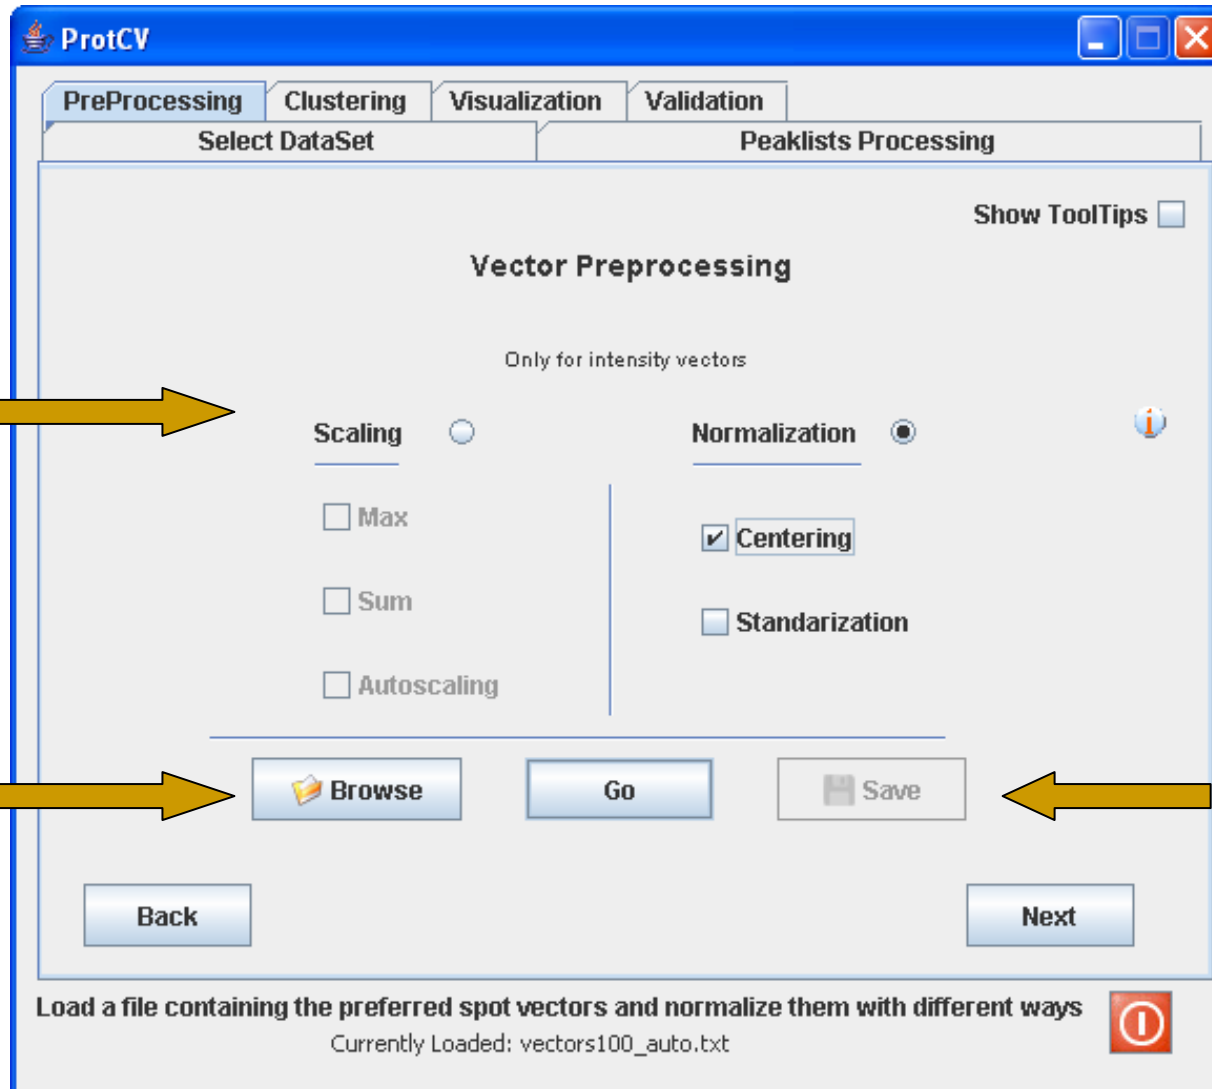 ProtCV
PreProcessing Clustering Visualization Validation
Select DataSet Peaklists Processing
Show ToolTips
Vector Preprocessing
Only for intensity vectors
Scaling Normalization
Max
Centering
Sum
Standarization
Autoscaling
Browse Go Save
Back Next
Load a file containing the preferred spot vectors and normalize them with different ways
Currently Loaded: vectors100_auto.txt